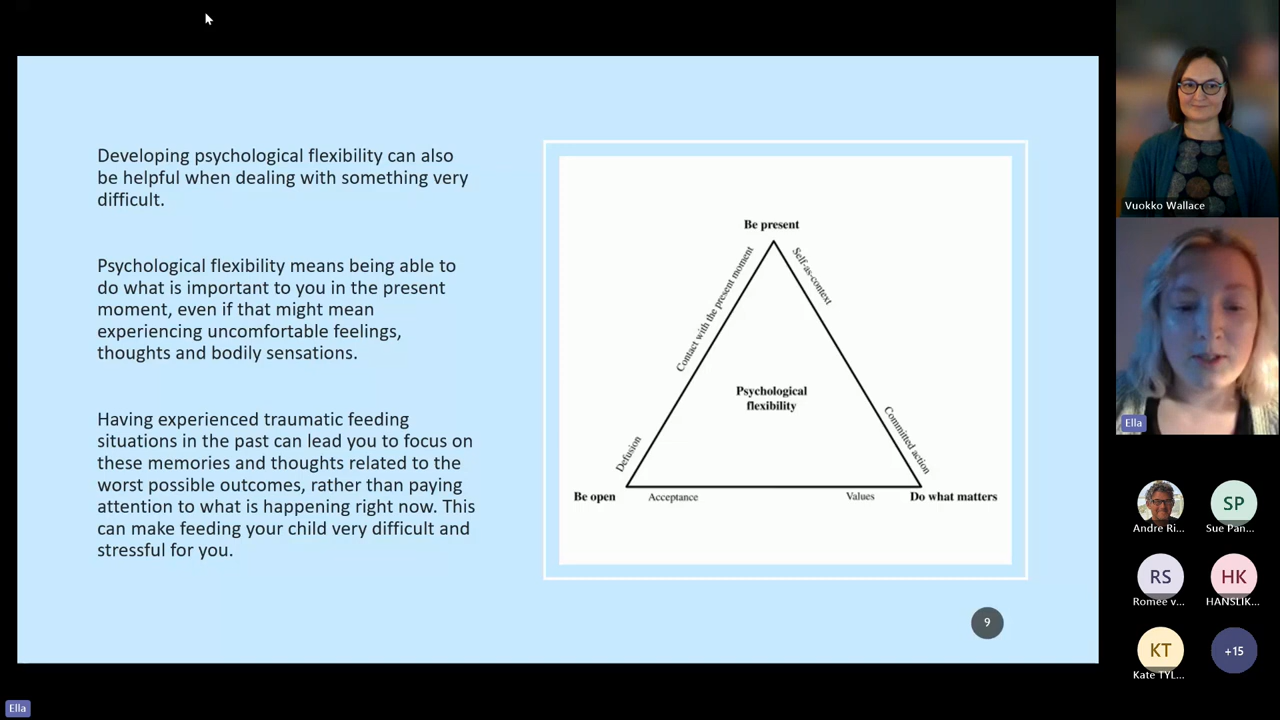 Developing psychological flexibility can also
be helpful when dealing with something very
difficult.
Psychological flexibility means being able to
do what is important to you in the present
moment, even if that might mean
experiencing uncomfortable feelings,
thoughts and bodily sensations.
Having experienced traumatic feeding
situations in the past can lead you to focus on
these memories and thoughts related to the
worst possible outcomes, rather than paying
attention to what is happening right now. This
can make feeding your child very difficult and
stressful for you.
Be present
Contact with the present moment
Self-as-context
Psychological
flexibility
Defusion
Committed action
Be open
Acceptance
Values
Do what matters
9
Vuokko Wallace
Ella
Andre Ri...
SP
Sue Pan...
RS
Romee v...
HK
HANSLIK...
KT
Kate TYL...
+15
Ella